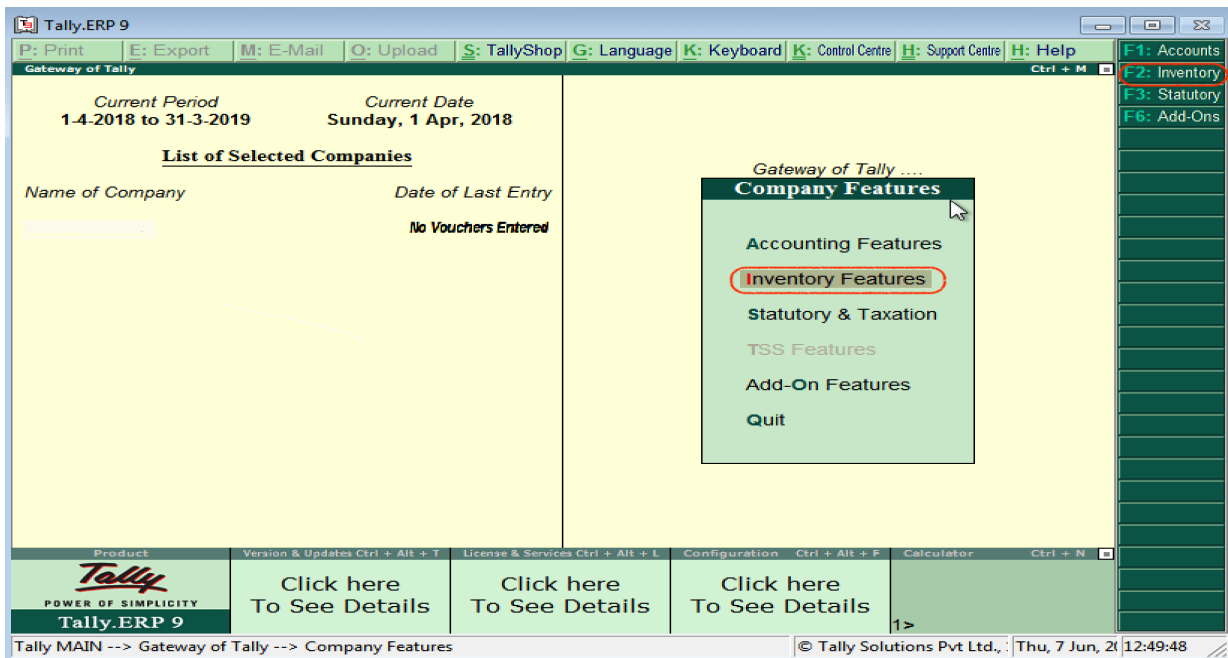 Tally.ERP 9
P: Print E: Export M: E-Mail O: Upload S: TallyShop G: Language K: Keyboard K: Control Centre H: Support Centre H: Help
F1: Accounts
F2: Inventory
F3: Statutory
F6: Add-Ons
Gateway of Tally Ctrl + M
Current Period Current Date
1-4-2018 to 31-3-2019 Sunday, 1 Apr, 2018
List of Selected Companies
Name of Company Date of Last Entry
No Vouchers Entered
Gateway of Tally ....
Company Features
Accounting Features
Inventory Features
Statutory & Taxation
TSS Features
Add-On Features
Quit
Product Version & Updates Ctrl + Alt + T License & Services Ctrl + Alt + L Configuration Ctrl + Alt + F Calculator Ctrl + N
Tally
POWER OF SIMPLICITY
Tally.ERP 9
Click here
To See Details
Click here
To See Details
Click here
To See Details
1>
Tally MAIN --> Gateway of Tally --> Company Features © Tally Solutions Pvt Ltd., Thu, 7 Jun, 2 12:49:48